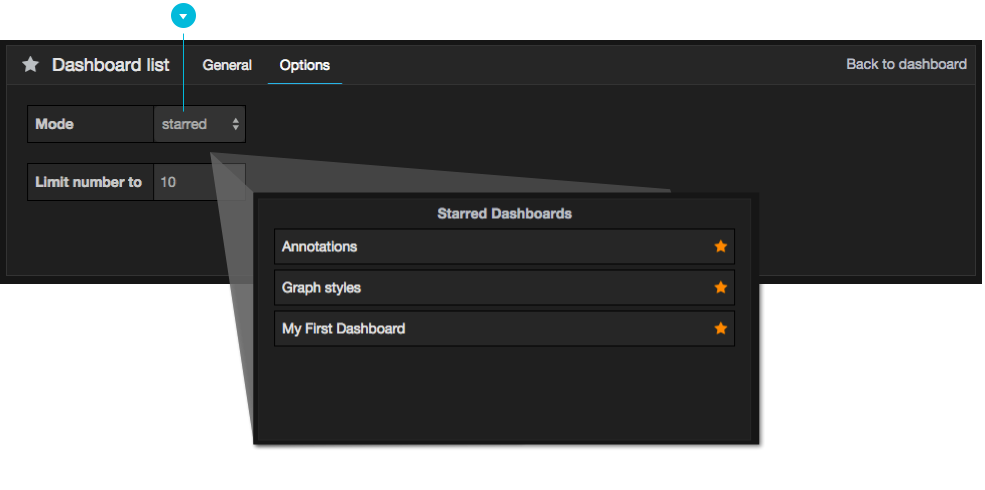 Dashboard list General Options Back to dashboard
Mode starred
Limit number to 10
Starred Dashboards
Annotations
Graph styles
My First Dashboard